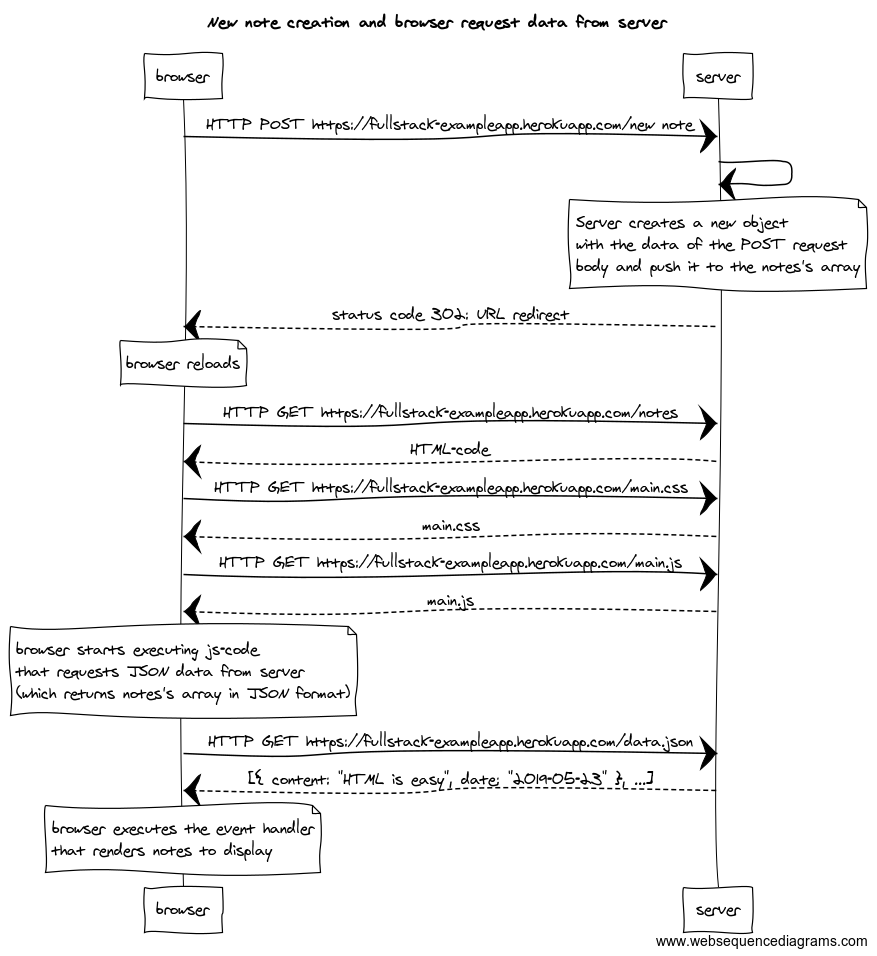 New note creation and browser request data from server
browser
server
HTTP POST https://fullstack-exampleapp.herokuapp.com/new note
Server creates a new object
with the data of the POST request
body and push it to the notes's array
status code 302: URL redirect
browser reloads
HTTP GET https://fullstack-exampleapp.herokuapp.com/notes
HTML-code
HTTP GET https://fullstack-exampleapp.herokuapp.com/main.css
main.css
HTTP GET https://fullstack-exampleapp.herokuapp.com/main.js
main.js
browser starts executing js-code
that requests JSON data from server
(which returns notes's array in JSON format)
HTTP GET https://fullstack-exampleapp.herokuapp.com/data.json
[{ content: "HTML is easy", date: "2019-05-23" }, ...]
browser executes the event handler
that renders notes to display
browser
server
www.websequencediagrams.com